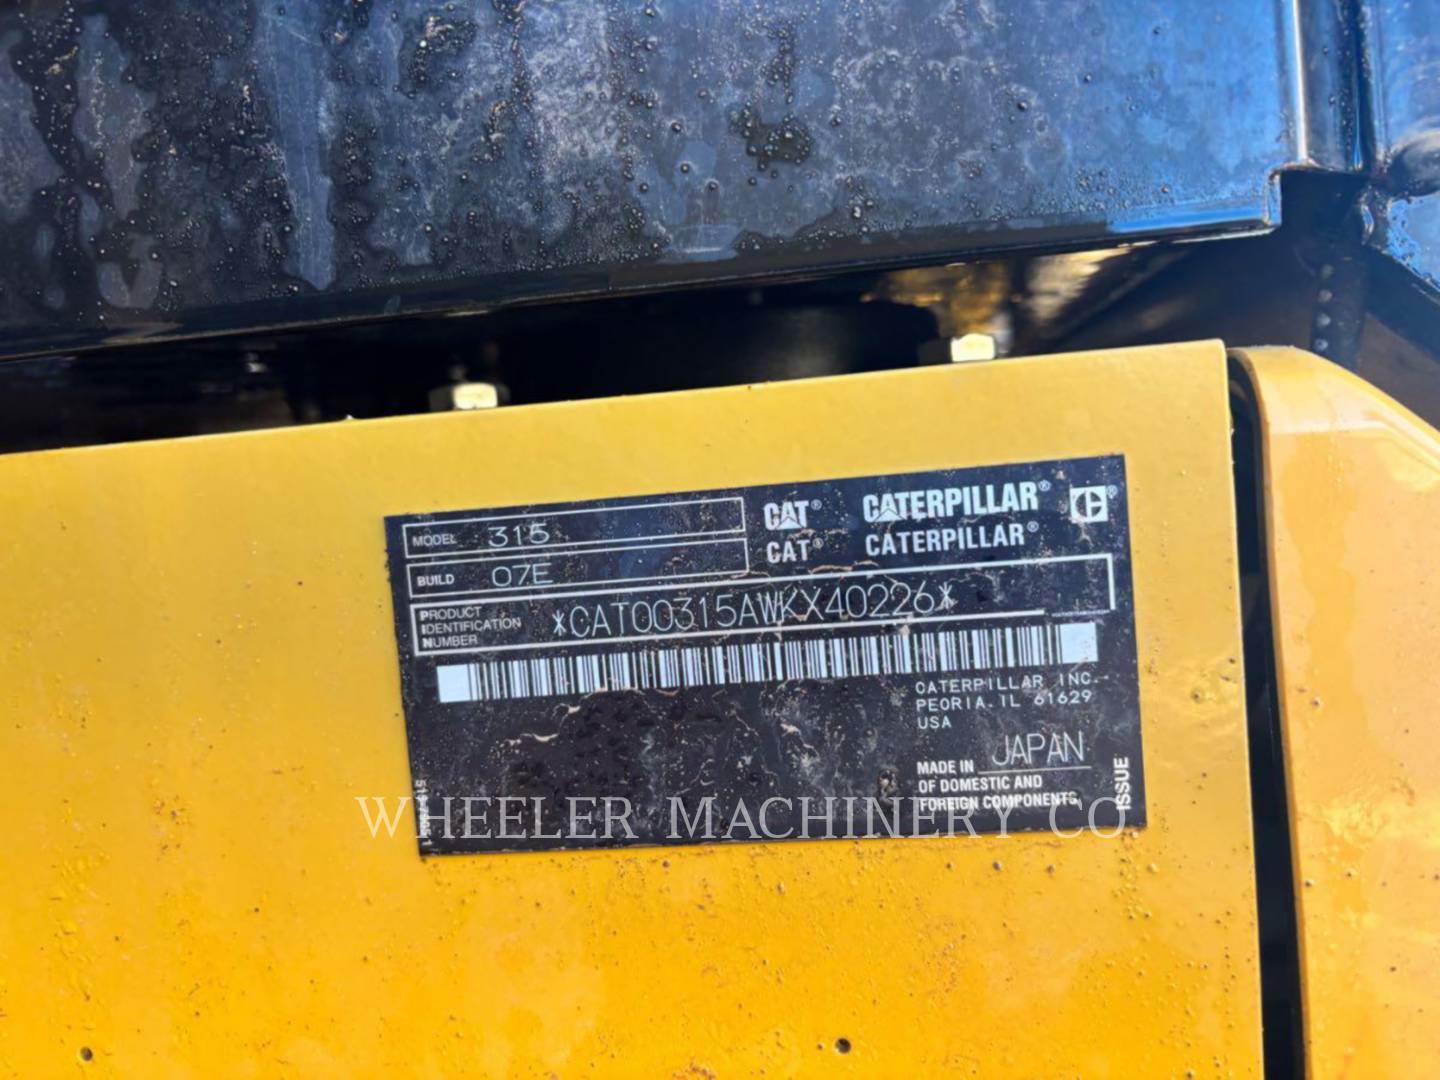 MODEL 315
BUILD 07E
CAT® CATERPILLAR®
CAT® CATERPILLAR®
PRODUCT
IDENTIFICATION
NUMBER
*CAT00315AWKX40226*
CATERPILLAR INC.
PEORIA, IL 61629
USA
MADE IN JAPAN
OF DOMESTIC AND
FOREIGN COMPONENTS
ISSUE
WHEELER MACHINERY CO